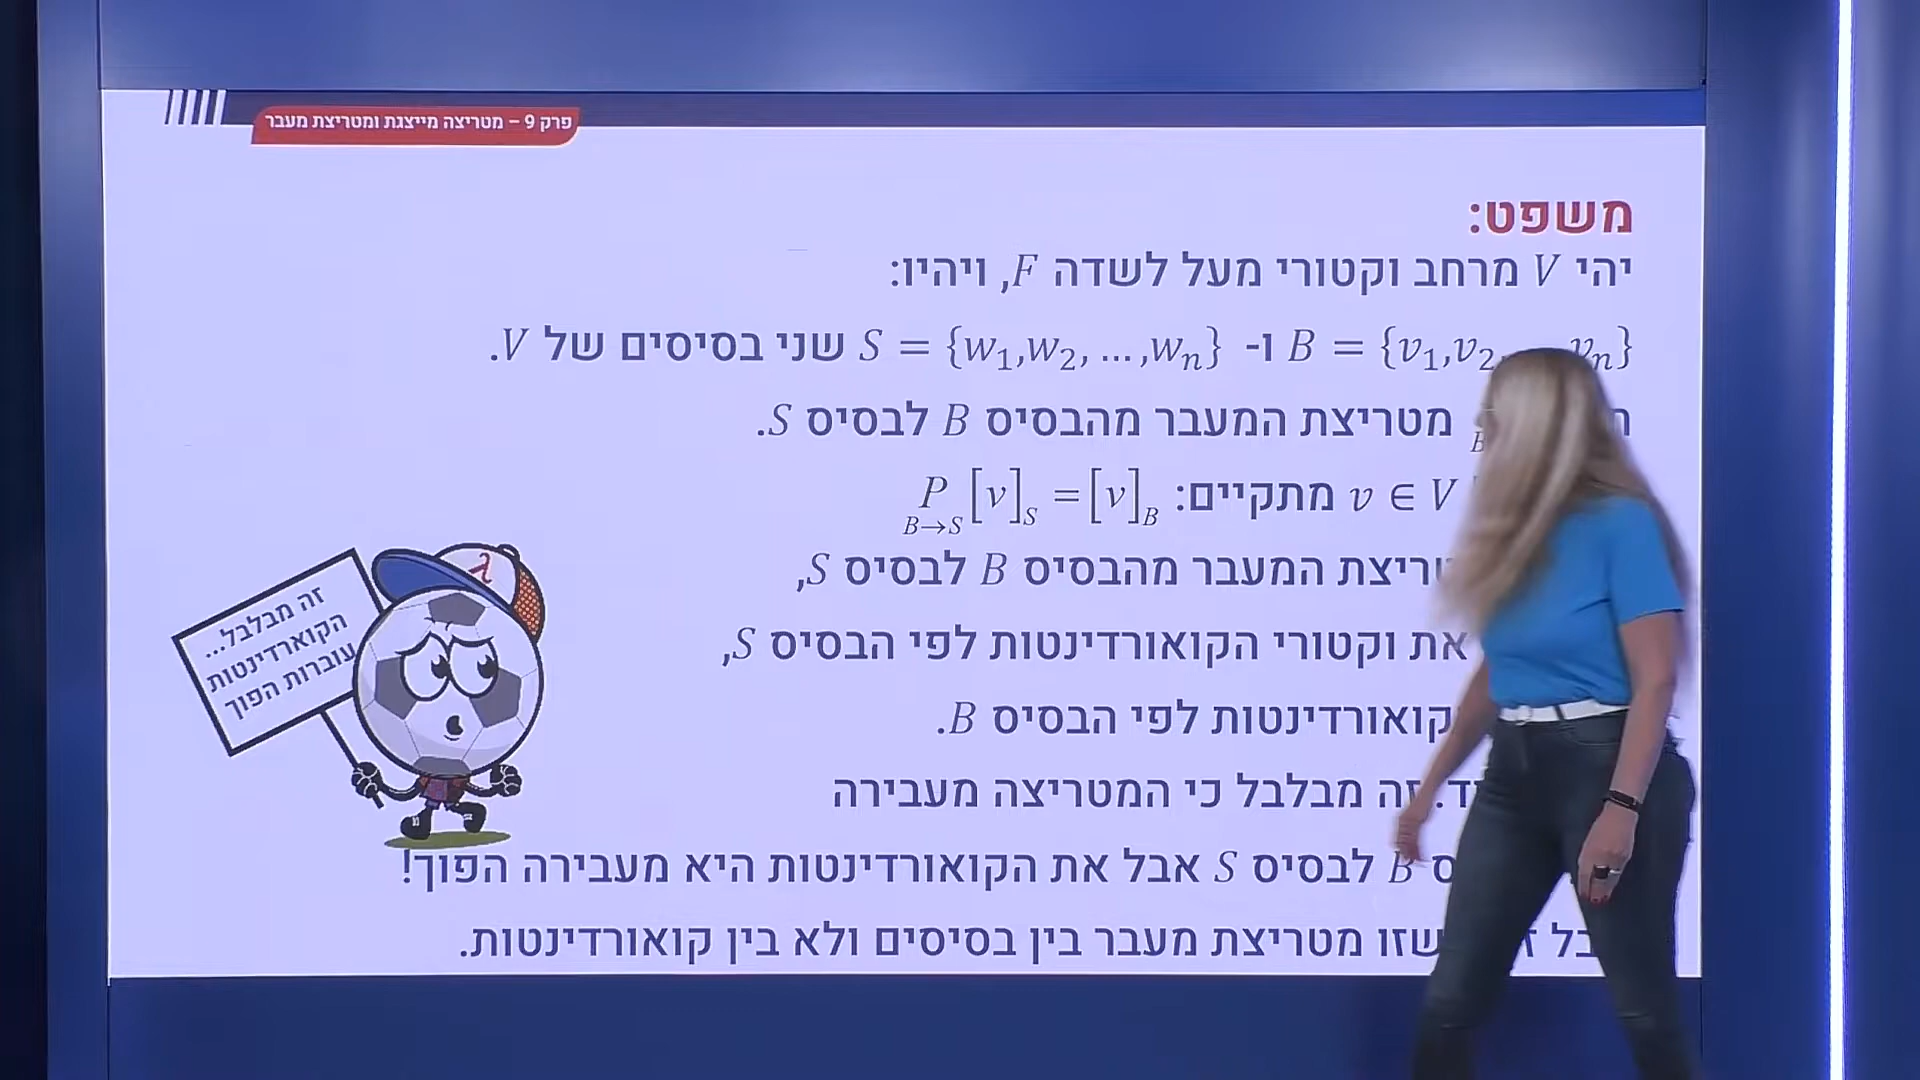 פרק 9 – מטריצה מייצגת ומטריצת מעבר
משפט:
יהי V מרחב וקטורי מעל לשדה F, ויהיו:
B = {v₁,v₂, vₙ} ו- S = {w₁,w₂, … ,wₙ} שני בסיסים של V.
מטריצת המעבר מהבסיס B לבסיס S.
v ∈ V מתקיים: P B→S [v]S = [v]B
המעבר מהבסיס B לבסיס S,
את וקטורי הקואורדינטות לפי הבסיס S,
לפי הבסיס B.
זה מבלבל כי המטריצה מעבירה
B לבסיס S אבל את הקואורדינטות היא מעבירה הפוך!
שזו מטריצת מעבר בין בסיסים ולא בין קואורדינטות.
זה מבלבל...
הקואורדינטות
עוברות הפוך
λ